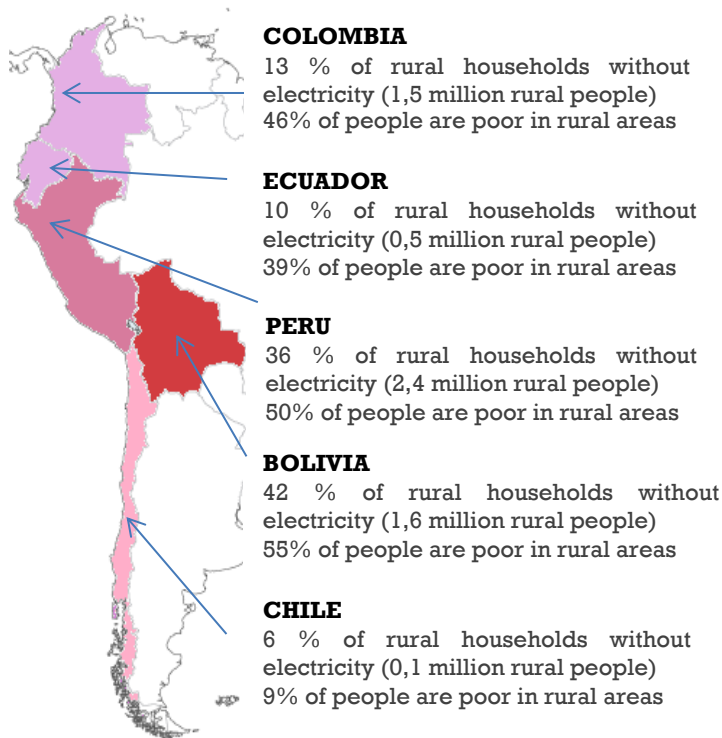 COLOMBIA
13 % of rural households without
electricity (1,5 million rural people)
46% of people are poor in rural areas
ECUADOR
10 % of rural households without
electricity (0,5 million rural people)
39% of people are poor in rural areas
PERU
36 % of rural households without
electricity (2,4 million rural people)
50% of people are poor in rural areas
BOLIVIA
42 % of rural households without
electricity (1,6 million rural people)
55% of people are poor in rural areas
CHILE
6 % of rural households without
electricity (0,1 million rural people)
9% of people are poor in rural areas